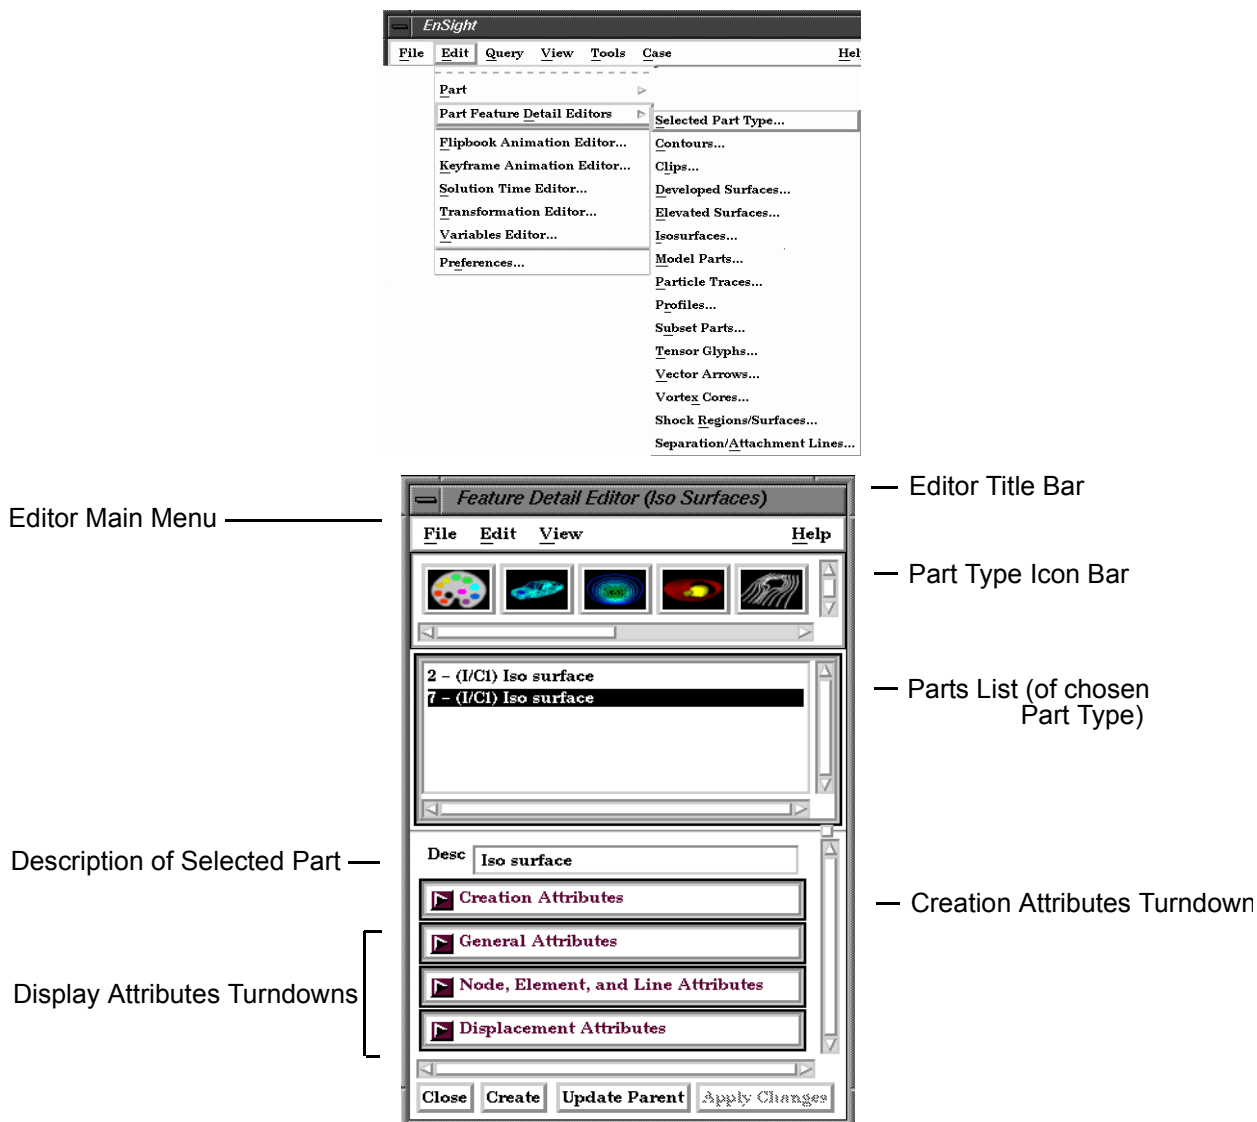 EnSight
File Edit Query View Tools Case Hel
Part
Part Feature Detail Editors
Flipbook Animation Editor...
Keyframe Animation Editor...
Solution Time Editor...
Transformation Editor...
Variables Editor...
Preferences...
Selected Part Type...
Contours...
Clips...
Developed Surfaces...
Elevated Surfaces...
Isosurfaces...
Model Parts...
Particle Traces...
Profiles...
Subset Parts...
Tensor Glyphs...
Vector Arrows...
Vortex Cores...
Shock Regions/Surfaces...
Separation/Attachment Lines...
Feature Detail Editor (Iso Surfaces)
Editor Title Bar
Editor Main Menu
File Edit View Help
Part Type Icon Bar
2 – (I/C1) Iso surface
7 – (I/C1) Iso surface
Parts List (of chosen
Part Type)
Description of Selected Part
Desc Iso surface
Creation Attributes
Creation Attributes Turndown
General Attributes
Node, Element, and Line Attributes
Displacement Attributes
Display Attributes Turndowns
Close Create Update Parent Apply Changes